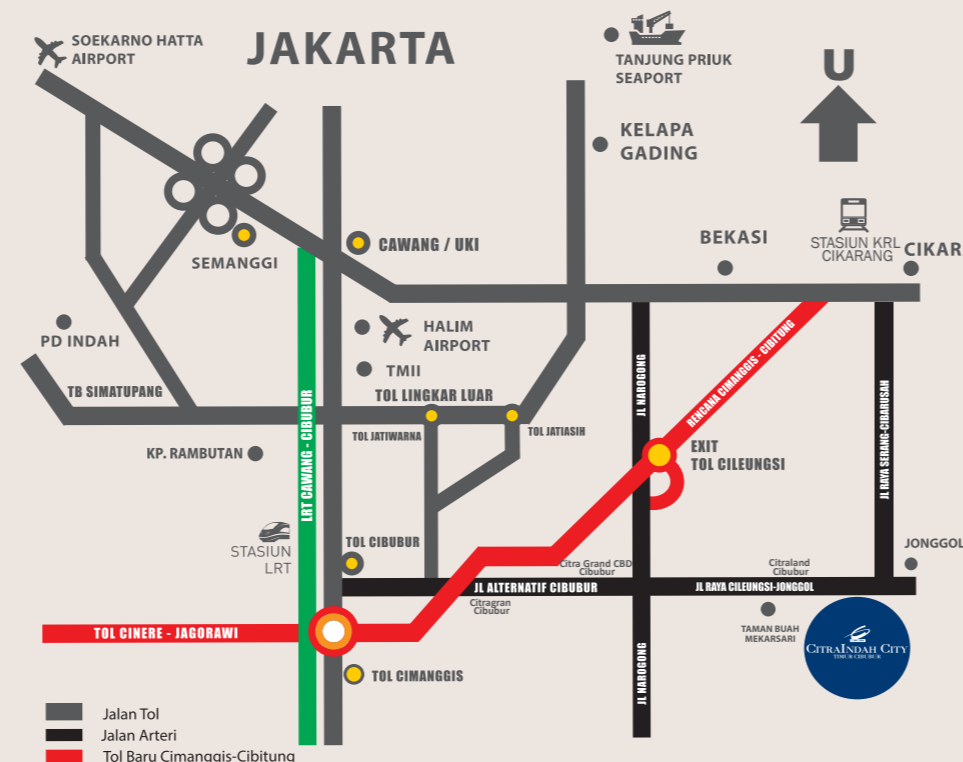 SOEKARNO HATTA
AIRPORT
JAKARTA
TANJUNG PRIUK
SEAPORT
U
KELAPA
GADING
SEMANGGI
CAWANG / UKI
BEKASI
STASIUN KRL
CIKARANG
CIKAR
PD INDAH
HALIM
AIRPORT
TMII
TB SIMATUPANG
TOL LINGKAR LUAR
TOL JATIWARNA
TOL JATIASIH
KP. RAMBUTAN
LRT CAWANG - CIBUBUR
JL NAROGONG
RENCANA CIMANGGIS - CIBITUNG
JL RAYA SERANG-CIBARUSAH
EXIT
TOL CILEUNGSI
STASIUN
LRT
TOL CIBUBUR
JONGGOL
Citra Grand CBD
Cibubur
Citraland
Cibubur
JL ALTERNATIF CIBUBUR
JL RAYA CILEUNGSI-JONGGOL
Citragran
Cibubur
TAMAN BUAH
MEKARSARI
CITRAINDAH CITY
TIMUR CIBUBUR
TOL CINERE - JAGORAWI
TOL CIMANGGIS
JL NAROGONG
Jalan Tol
Jalan Arteri
Tol Baru Cimanggis-Cibitung